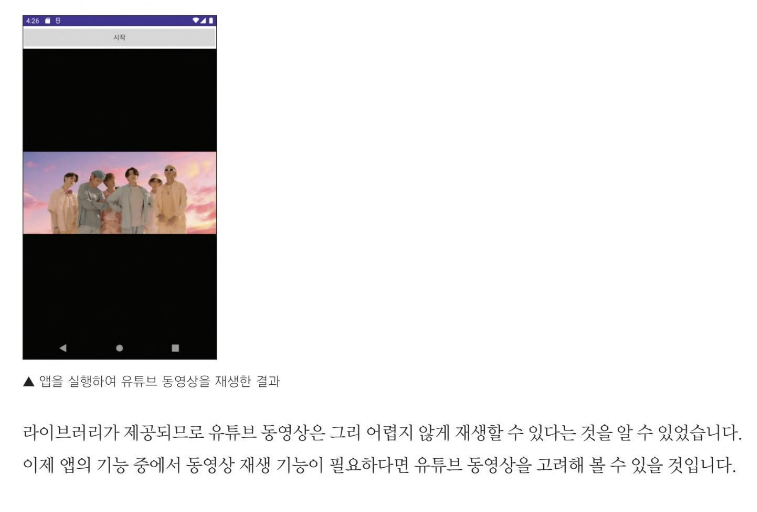 4:26
시작
▲ 앱을 실행하여 유튜브 동영상을 재생한 결과
라이브러리가 제공되므로 유튜브 동영상은 그리 어렵지 않게 재생할 수 있다는 것을 알 수 있었습니다.
이제 앱의 기능 중에서 동영상 재생 기능이 필요하다면 유튜브 동영상을 고려해 볼 수 있을 것입니다.